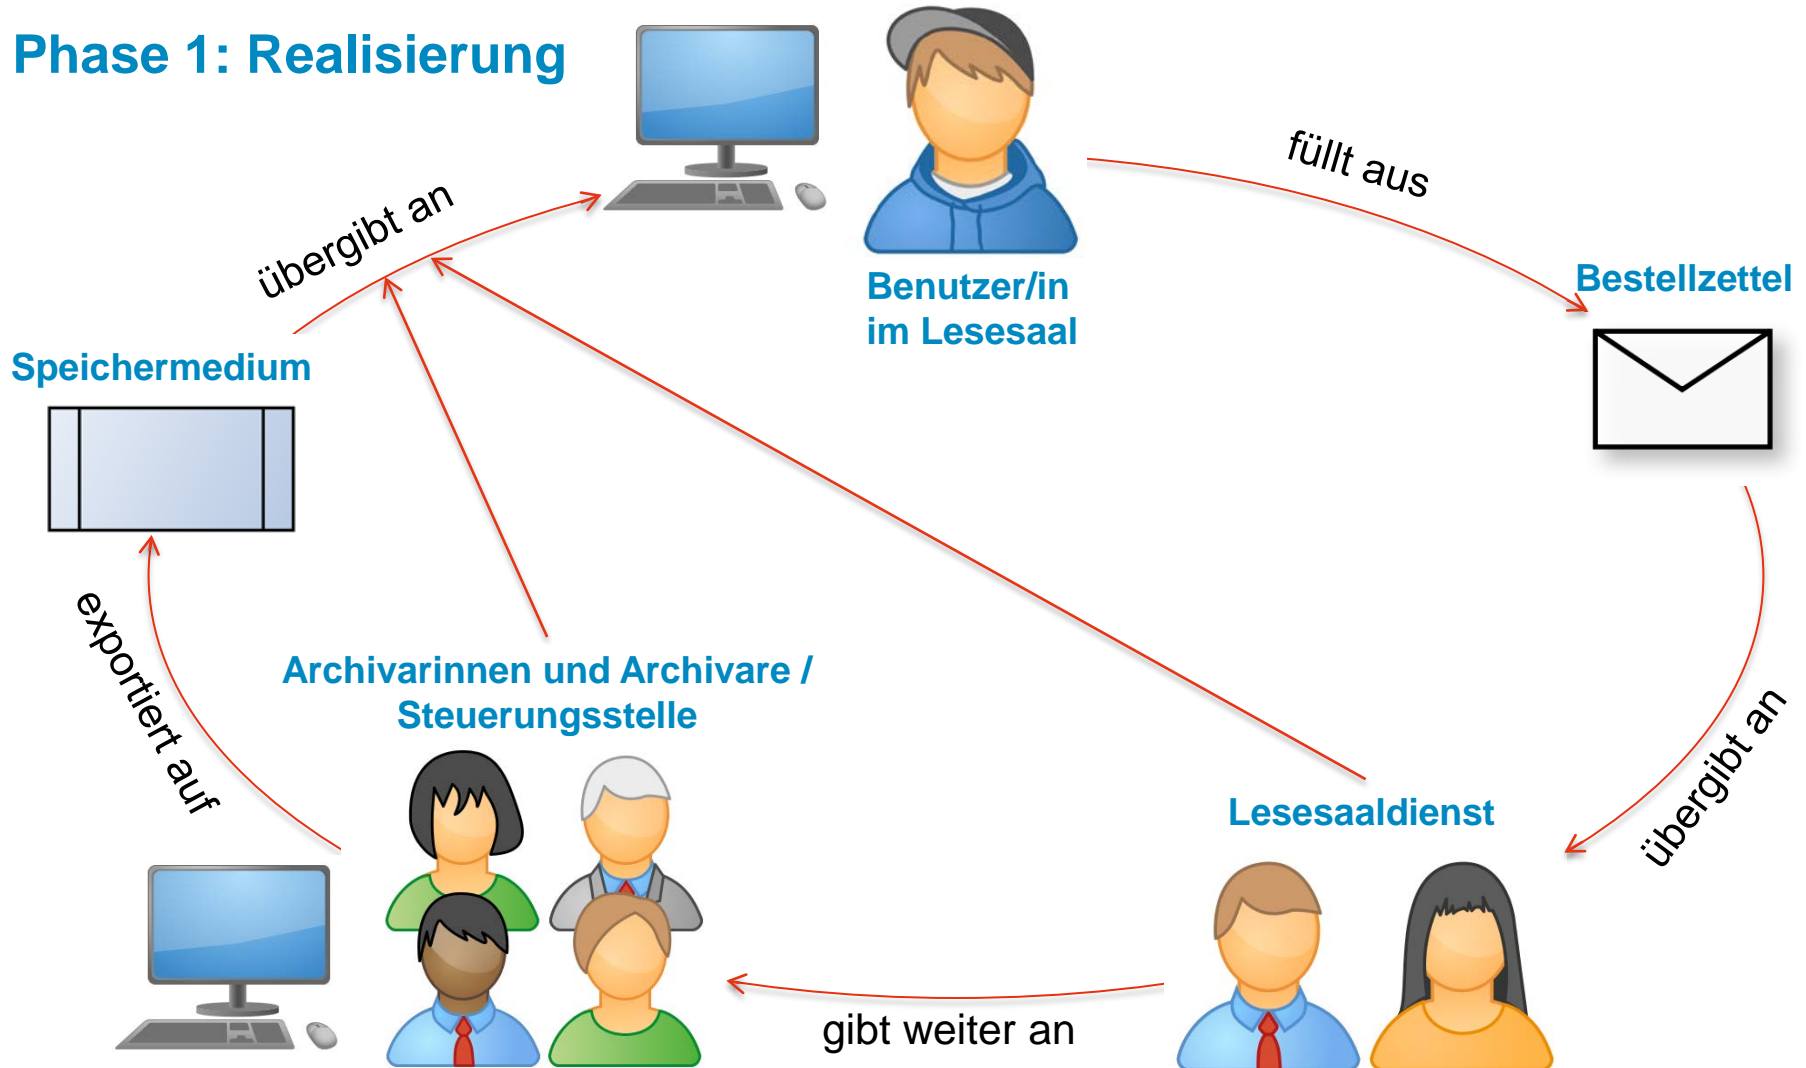 Phase 1: Realisierung
füllt aus
übergibt an
Benutzer/in
im Lesesaal
Bestellzettel
Speichermedium
exportiert auf
Archivarinnen und Archivare /
Steuerungsstelle
übergibt an
Lesesaaldienst
gibt weiter an